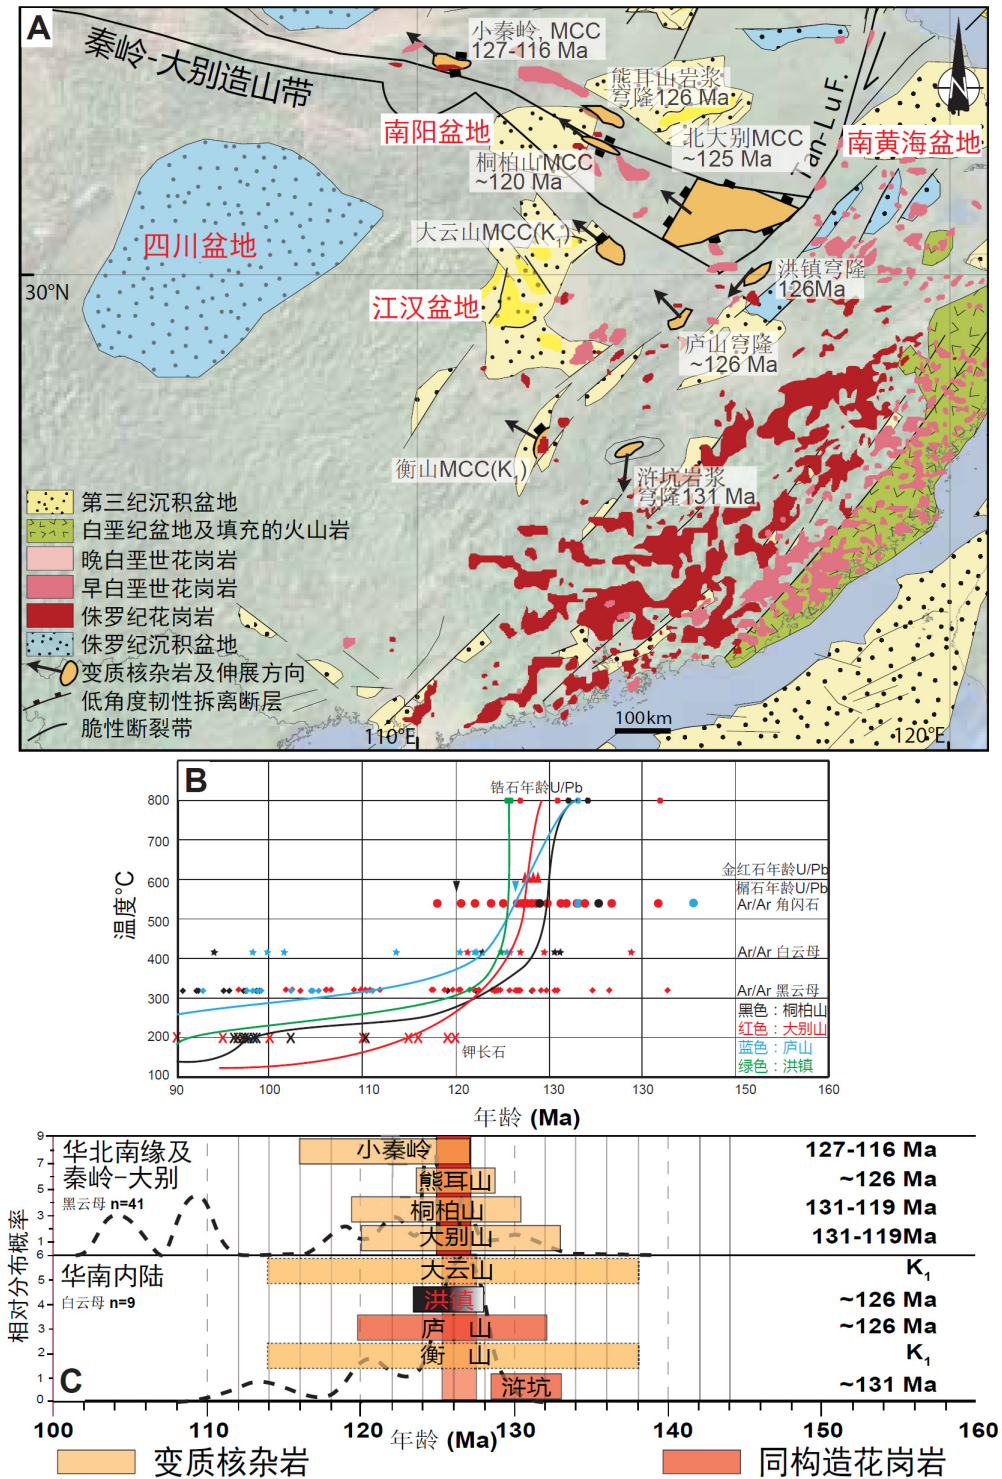 A
小秦岭, MCC
127-116 Ma
秦岭-大别造山带
熊耳山岩浆
穹隆126 Ma
N
南阳盆地
北大别MCC
~125 Ma
Tan-Lu F.
南黄海盆地
桐柏山MCC
~120 Ma
四川盆地
大云山MCC(K1)
洪镇穹隆
126Ma
30°N
江汉盆地
庐山穹隆
~126 Ma
衡山MCC(K1)
浒坑岩浆
穹隆131 Ma
第三纪沉积盆地
白垩纪盆地及填充的火山岩
晚白垩世花岗岩
早白垩世花岗岩
侏罗纪花岗岩
侏罗纪沉积盆地
变质核杂岩及伸展方向
低角度韧性拆离断层
脆性断裂带
100km
110°E
120°E
B
锆石年龄U/Pb
800
700
600
500
400
300
200
100
温度°C
金红石年龄U/Pb
榍石年龄U/Pb
Ar/Ar 角闪石
Ar/Ar 白云母
Ar/Ar 黑云母
黑色：桐柏山
红色：大别山
蓝色：庐山
绿色：洪镇
钾长石
90
100
110
120
130
130
150
160
年龄 (Ma)
9
7
5
3
1
6
5
4
3
2
1
0
相对分布概率
华北南缘及
秦岭-大别
黑云母 n=41
小秦岭
127-116 Ma
熊耳山
~126 Ma
桐柏山
131-119 Ma
大别山
131-119Ma
华南内陆
白云母 n=9
大云山
K1
洪镇
~126 Ma
庐 山
~126 Ma
衡 山
K1
C
浒坑
~131 Ma
100
110
年龄 (Ma)
130
140
150
160
变质核杂岩
同构造花岗岩